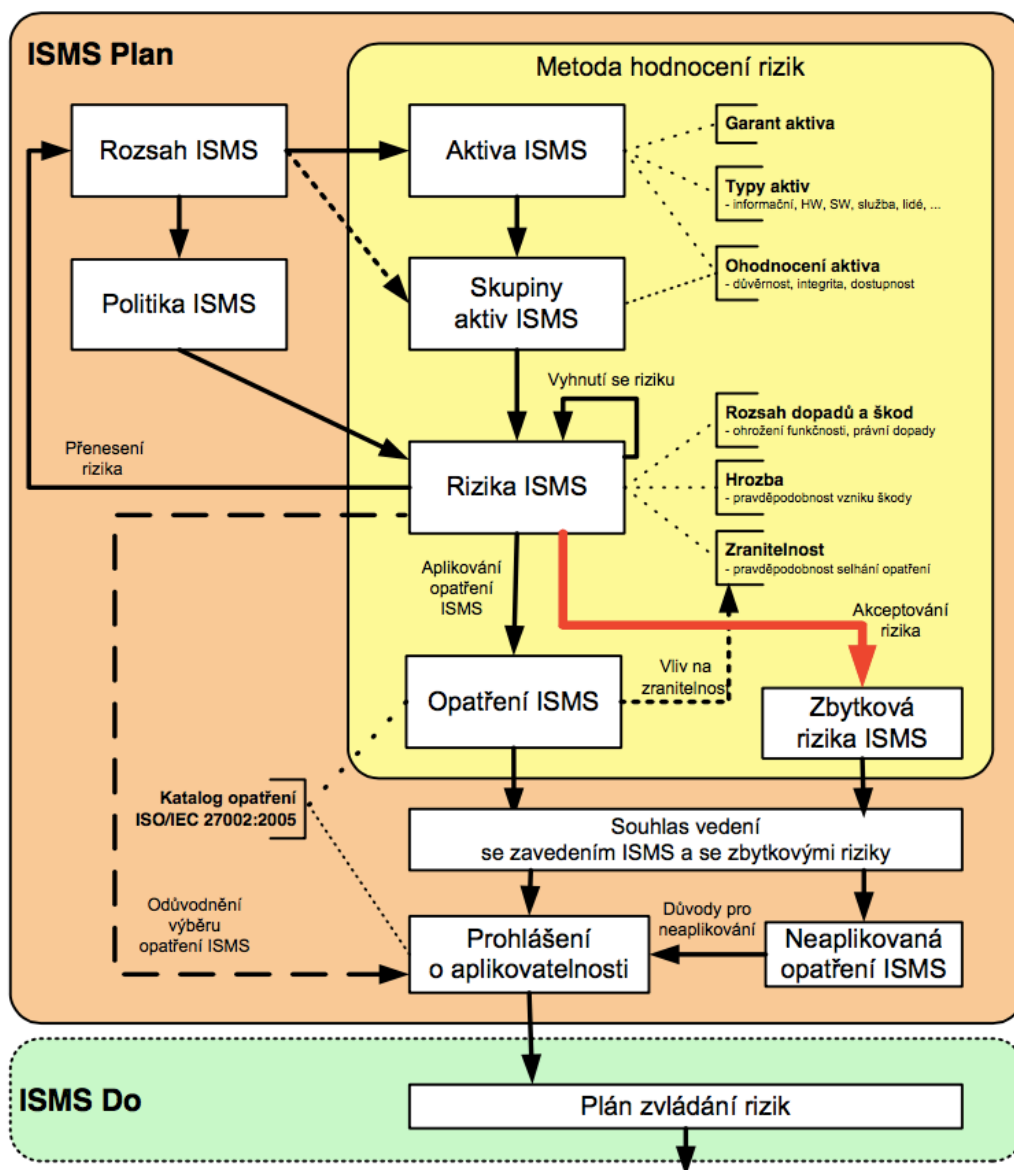 ISMS Plan
Metoda hodnocení rizik
Rozsah ISMS
Aktiva ISMS
Garant aktiva
Typy aktiv
- informační, HW, SW, služba, lidé, ...
Politika ISMS
Skupiny
aktiv ISMS
Ohodnocení aktiva
- důvěrnost, integrita, dostupnost
Vyhnutí se riziku
Přenesení
rizika
Rizika ISMS
Rozsah dopadů a škod
- ohrožení funkčnosti, právní dopady
Hrozba
- pravděpodobnost vzniku škody
Zranitelnost
- pravděpodobnost selhání opatření
Aplikování
opatření
ISMS
Akceptování
rizika
Opatření ISMS
Vliv na
zranitelnost
Zbytková
rizika ISMS
Katalog opatření
ISO/IEC 27002:2005
Souhlas vedení
se zavedením ISMS a se zbytkovými riziky
Odůvodnění
výběru
opatření ISMS
Prohlášení
o aplikovatelnosti
Důvody pro
neaplikování
Neaplikovaná
opatření ISMS
ISMS Do
Plán zvládání rizik